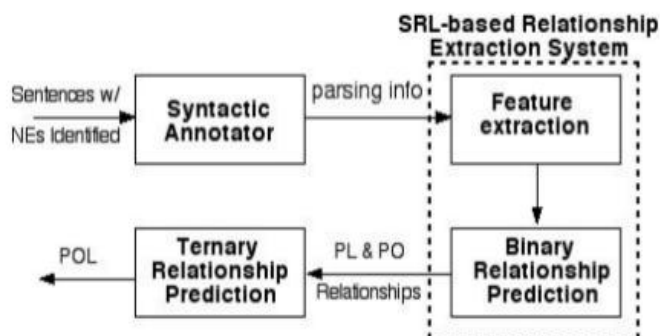 SRL-based Relationship
Extraction System
Sentences w/
NEs Identified
Syntactic
Annotator
parsing info
Feature
extraction
POL
Ternary
Relationship
Prediction
PL & PO
Relationships
Binary
Relationship
Prediction